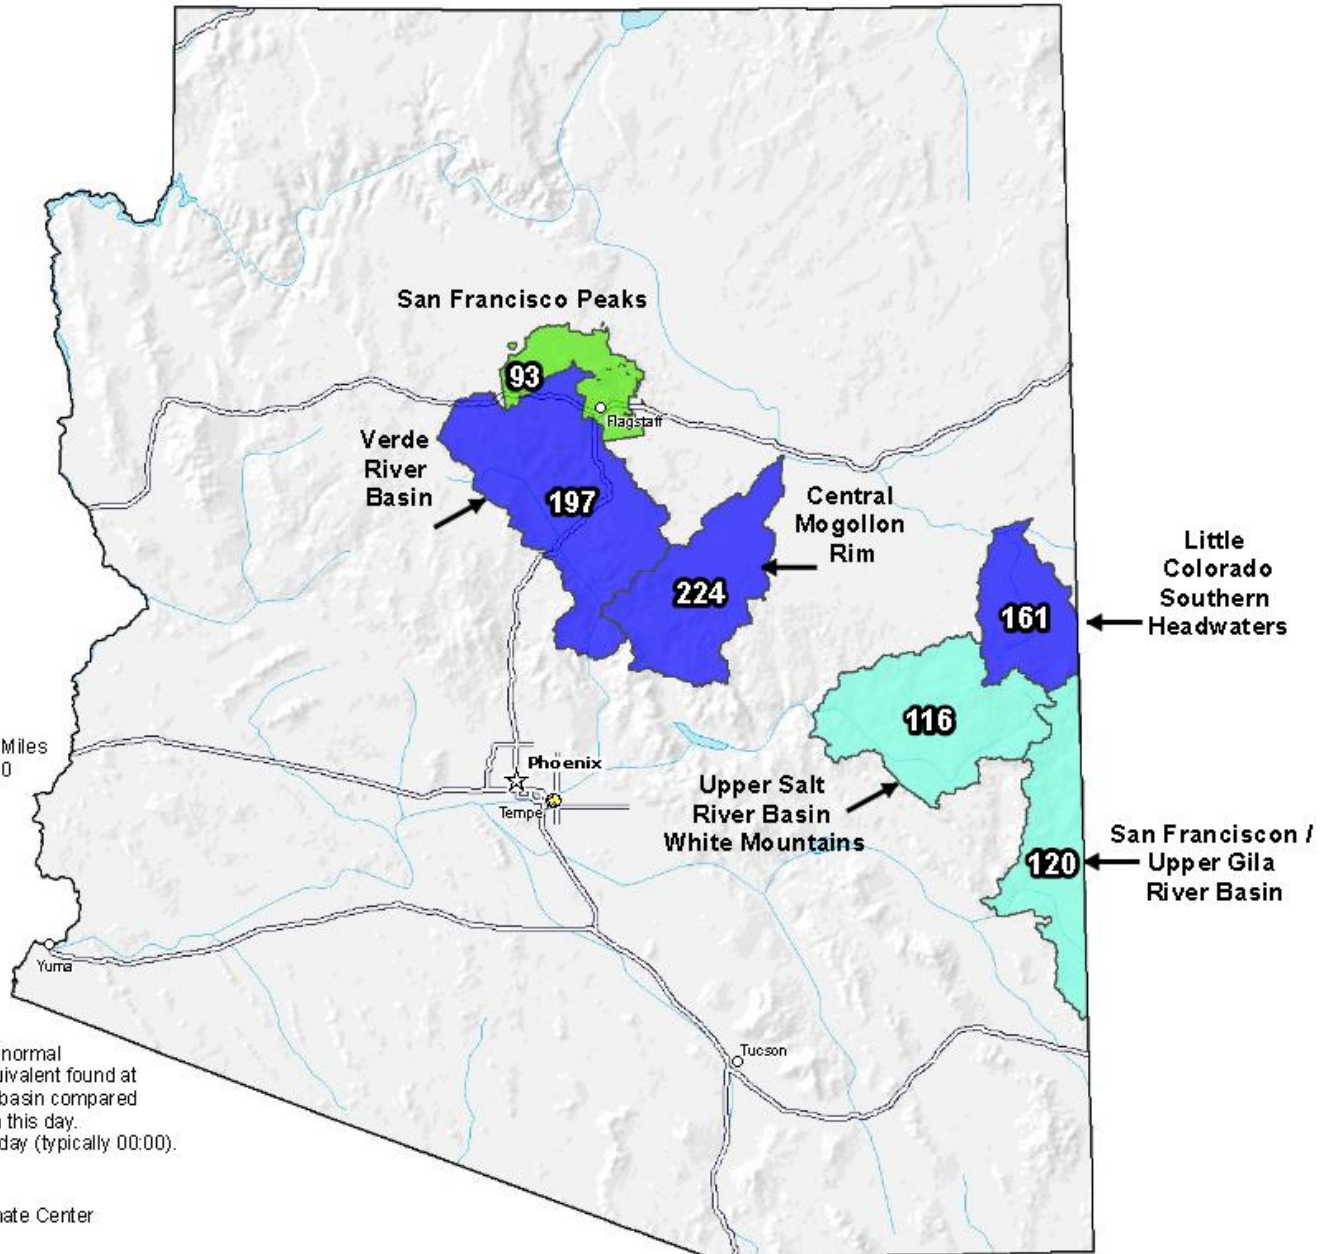 San Francisco Peaks
93
Flagstaff
Verde
River
Basin
197
Central
Mogollon
Rim
224
Little
Colorado
Southern
Headwaters
161
116
Miles
0
Phoenix
Tempe
Upper Salt
River Basin
White Mountains
San Franciscon /
Upper Gila
River Basin
120
Yuma
Tucson
normal
uivalent found at
basin compared
this day.
day (typically 00:00).
ate Center